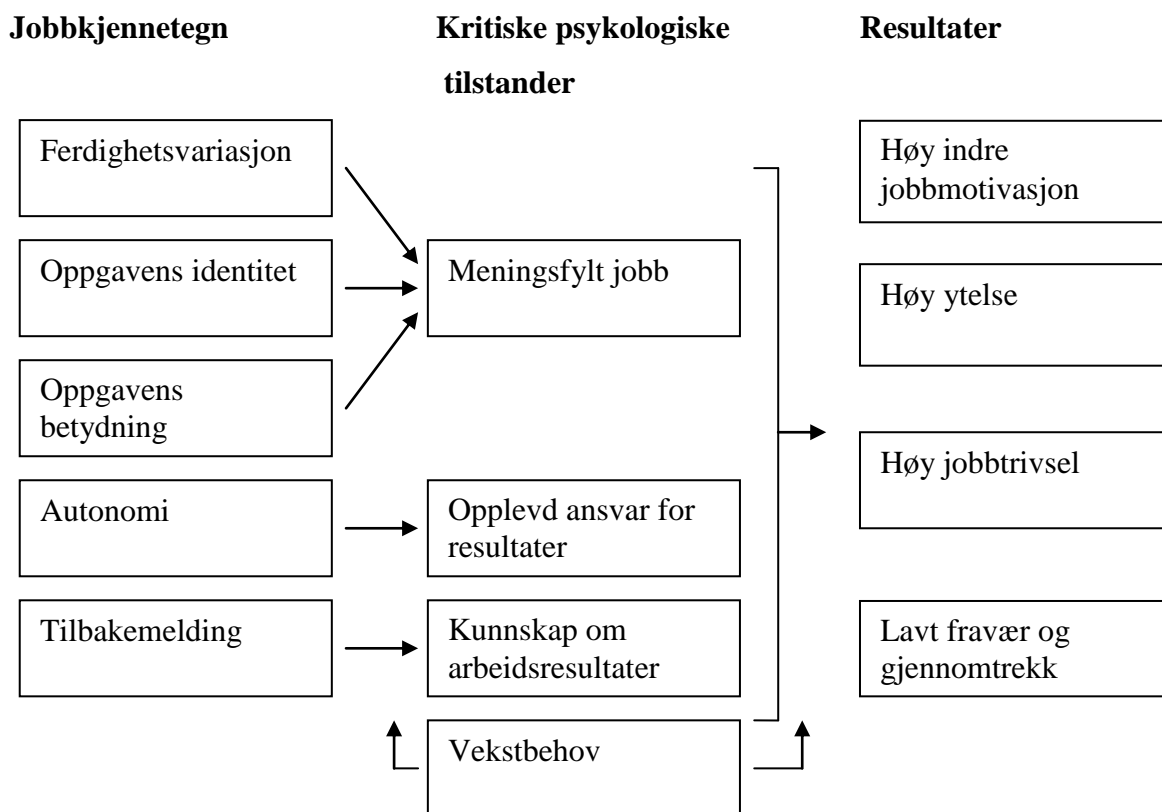 Jobbkjennetegn
Kritiske psykologiske
tilstander
Resultater
Ferdighetsvariasjon
Oppgavens identitet
Oppgavens
betydning
Autonomi
Tilbakemelding
Meningsfylt jobb
Opplevd ansvar for
resultater
Kunnskap om
arbeidsresultater
Vekstbehov
Høy indre
jobbmotivasjon
Høy ytelse
Høy jobbtrivsel
Lavt fravær og
gjennomtrekk